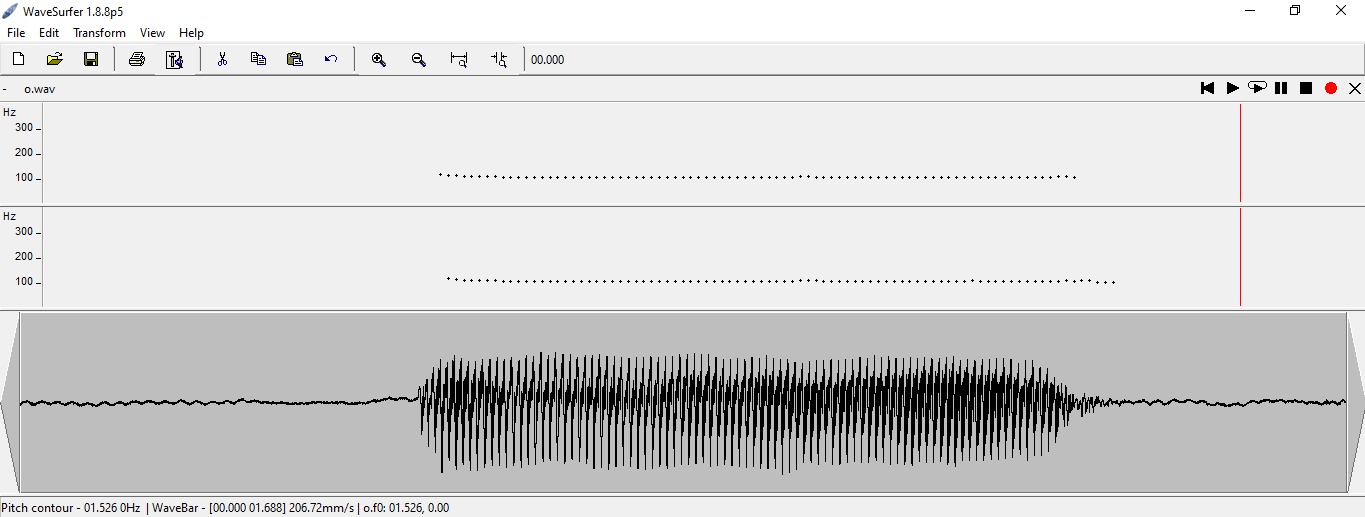 WaveSurfer 1.8.8p5
File Edit Transform View Help
00.000
- o.wav
Hz
300
200
100
Hz
300
200
100
Pitch contour - 01.526 0Hz | WaveBar - [00.000 01.688] 206.72mm/s | o.f0: 01.526, 0.00